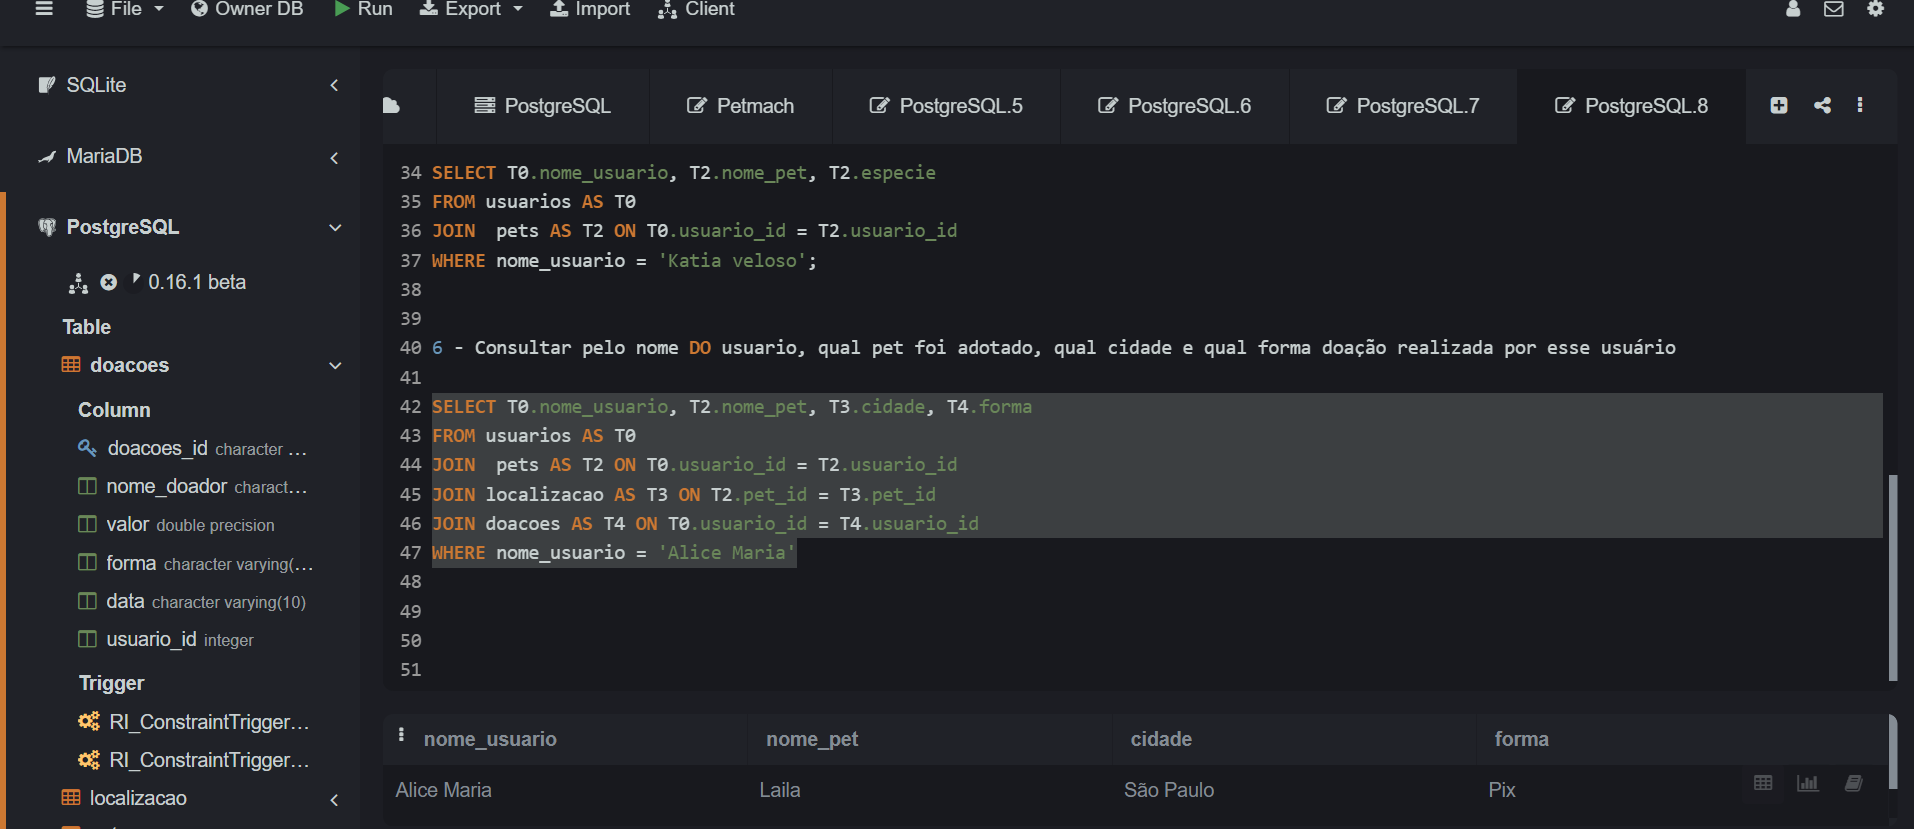 File
Owner DB
Run
Export
Import
Client
SQLite
MariaDB
PostgreSQL
0.16.1 beta
Table
doacoes
Column
doacoes_id character ...
nome_doador charact...
valor double precision
forma character varying(...
data character varying(10)
usuario_id integer
Trigger
RI_ConstraintTrigger...
RI_ConstraintTrigger...
localizacao
PostgreSQL
Petmach
PostgreSQL.5
PostgreSQL.6
PostgreSQL.7
PostgreSQL.8
34 SELECT T0.nome_usuario, T2.nome_pet, T2.especie
35 FROM usuarios AS T0
36 JOIN  pets AS T2 ON T0.usuario_id = T2.usuario_id
37 WHERE nome_usuario = 'Katia veloso';
38
39
40 6 - Consultar pelo nome DO usuario, qual pet foi adotado, qual cidade e qual forma doação realizada por esse usuário
41
42 SELECT T0.nome_usuario, T2.nome_pet, T3.cidade, T4.forma
43 FROM usuarios AS T0
44 JOIN  pets AS T2 ON T0.usuario_id = T2.usuario_id
45 JOIN localizacao AS T3 ON T2.pet_id = T3.pet_id
46 JOIN doacoes AS T4 ON T0.usuario_id = T4.usuario_id
47 WHERE nome_usuario = 'Alice Maria'
48
49
50
51
nome_usuario nome_pet cidade forma
Alice Maria Laila São Paulo Pix